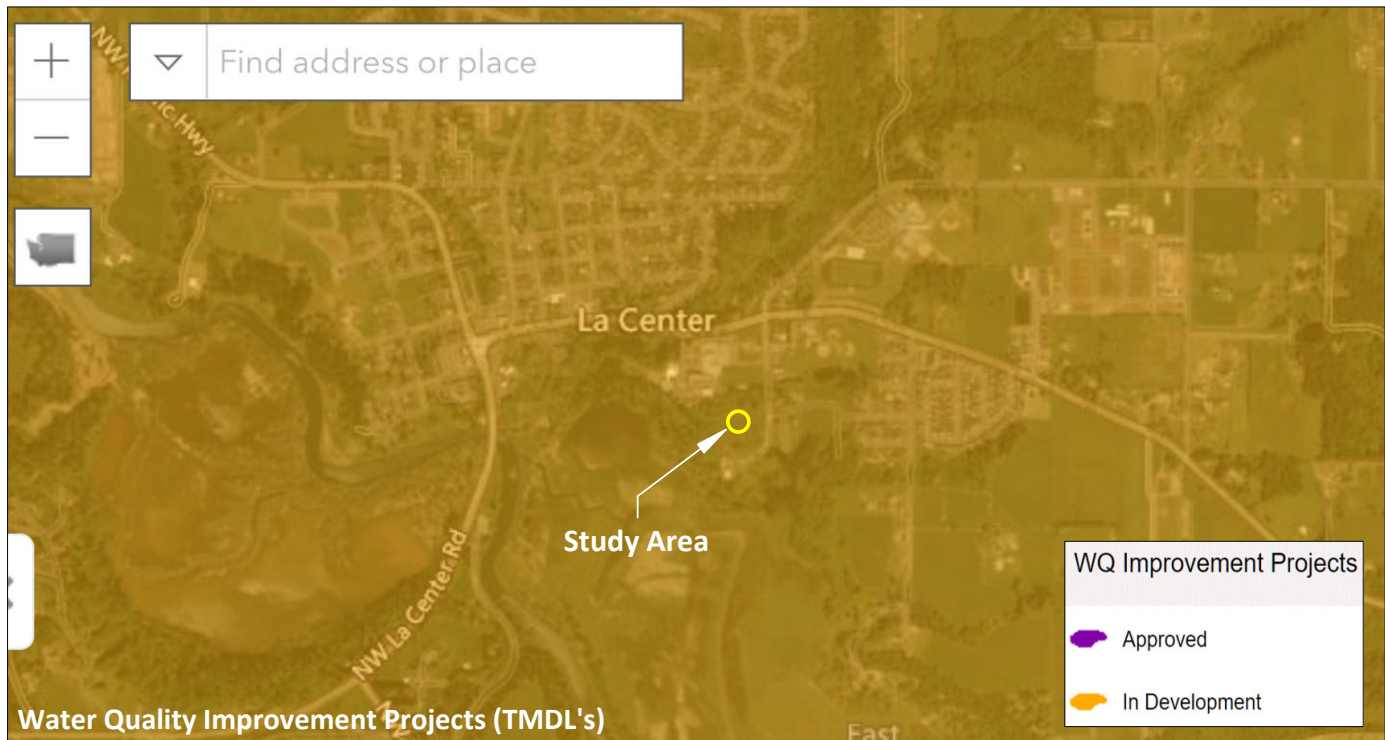 NW
Hwy
Find address or place
La Center
Study Area
NW La Center Rd
WQ Improvement Projects
Approved
In Development
Water Quality Improvement Projects (TMDL's)
East